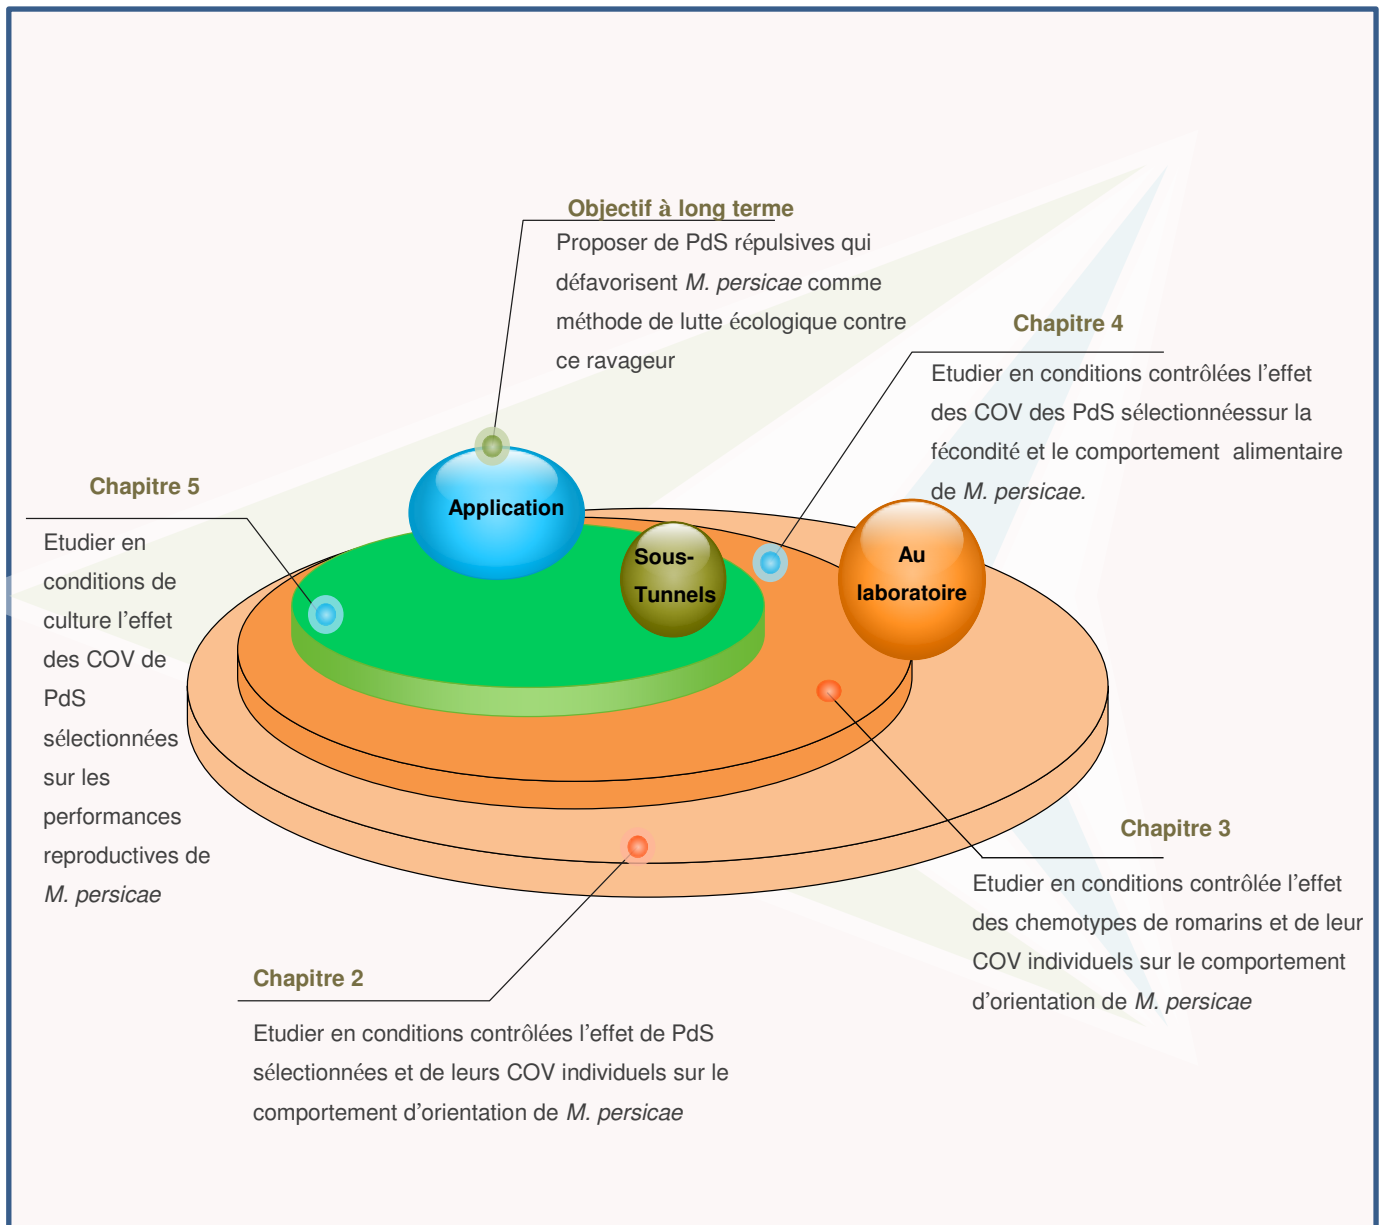 Objectif à long terme
Proposer de PdS répulsives qui
défavorisent M. persicae comme
méthode de lutte écologique contre
ce ravageur
Chapitre 4
Etudier en conditions contrôlées l’effet
des COV des PdS sélectionnéessur la
fécondité et le comportement alimentaire
de M. persicae.
Chapitre 5
Etudier en
conditions de
culture l’effet
des COV de
PdS
sélectionnées
sur les
performances
reproductives de
M. persicae
Application
Sous-
Tunnels
Au
laboratoire
Chapitre 3
Etudier en conditions contrôlée l’effet
des chemotypes de romarins et de leur
COV individuels sur le comportement
d’orientation de M. persicae
Chapitre 2
Etudier en conditions contrôlées l’effet de PdS
sélectionnées et de leurs COV individuels sur le
comportement d’orientation de M. persicae